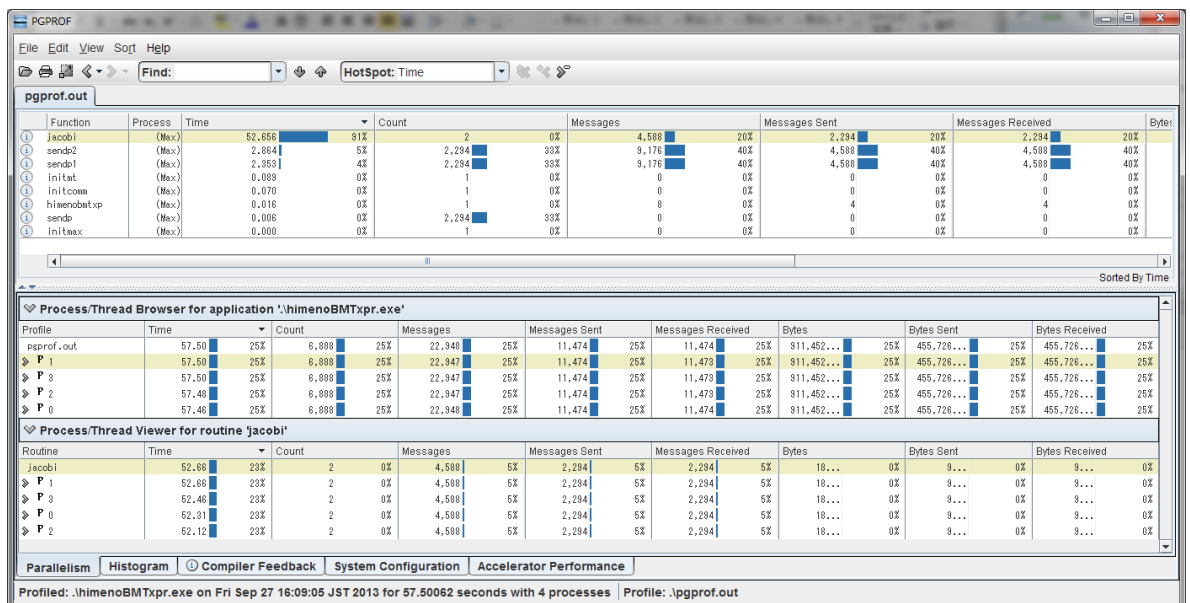 PGPROF
File Edit View Sort Help
Find: HotSpot: Time
pgprof.out
Function Process Time Count Messages Messages Sent Messages Received Bytes
jacobi (Max) 52.656 91% 2 0% 4,588 20% 2,294 20% 2,294 20%
sendp2 (Max) 2.864 5% 2,294 33% 9,176 40% 4,588 40% 4,588 40%
sendp1 (Max) 2.353 4% 2,294 33% 9,176 40% 4,588 40% 4,588 40%
initmt (Max) 0.089 0% 1 0% 0 0% 0 0% 0 0%
initcomm (Max) 0.070 0% 1 0% 0 0% 0 0% 0 0%
himenobmtxp (Max) 0.016 0% 1 0% 8 0% 4 0% 4 0%
sendp (Max) 0.006 0% 2,294 33% 0 0% 0 0% 0 0%
initmax (Max) 0.000 0% 1 0% 0 0% 0 0% 0 0%
Sorted By Time
Process/Thread Browser for application '.\himenoBMTxpr.exe'
Profile Time Count Messages Messages Sent Messages Received Bytes Bytes Sent Bytes Received
pgprof.out 57.50 25% 6,888 25% 22,948 25% 11,474 25% 11,474 25% 911,452... 25% 455,726... 25% 455,726... 25%
P 1 57.50 25% 6,888 25% 22,947 25% 11,474 25% 11,473 25% 911,452... 25% 455,726... 25% 455,726... 25%
P 3 57.50 25% 6,888 25% 22,947 25% 11,474 25% 11,473 25% 911,452... 25% 455,726... 25% 455,726... 25%
P 2 57.48 25% 6,888 25% 22,947 25% 11,474 25% 11,473 25% 911,452... 25% 455,726... 25% 455,726... 25%
P 0 57.46 25% 6,888 25% 22,948 25% 11,474 25% 11,474 25% 911,452... 25% 455,726... 25% 455,726... 25%
Process/Thread Viewer for routine 'jacobi'
Routine Time Count Messages Messages Sent Messages Received Bytes Bytes Sent Bytes Received
jacobi 52.66 23% 2 0% 4,588 5% 2,294 5% 2,294 5% 18... 0% 9... 0% 9... 0%
P 1 52.66 23% 2 0% 4,588 5% 2,294 5% 2,294 5% 18... 0% 9... 0% 9... 0%
P 3 52.46 23% 2 0% 4,588 5% 2,294 5% 2,294 5% 18... 0% 9... 0% 9... 0%
P 0 52.31 23% 2 0% 4,588 5% 2,294 5% 2,294 5% 18... 0% 9... 0% 9... 0%
P 2 52.12 23% 2 0% 4,588 5% 2,294 5% 2,294 5% 18... 0% 9... 0% 9... 0%
Parallelism Histogram Compiler Feedback System Configuration Accelerator Performance
Profiled: .\himenoBMTxpr.exe on Fri Sep 27 16:09:05 JST 2013 for 57.50062 seconds with 4 processes Profile: .\pgprof.out